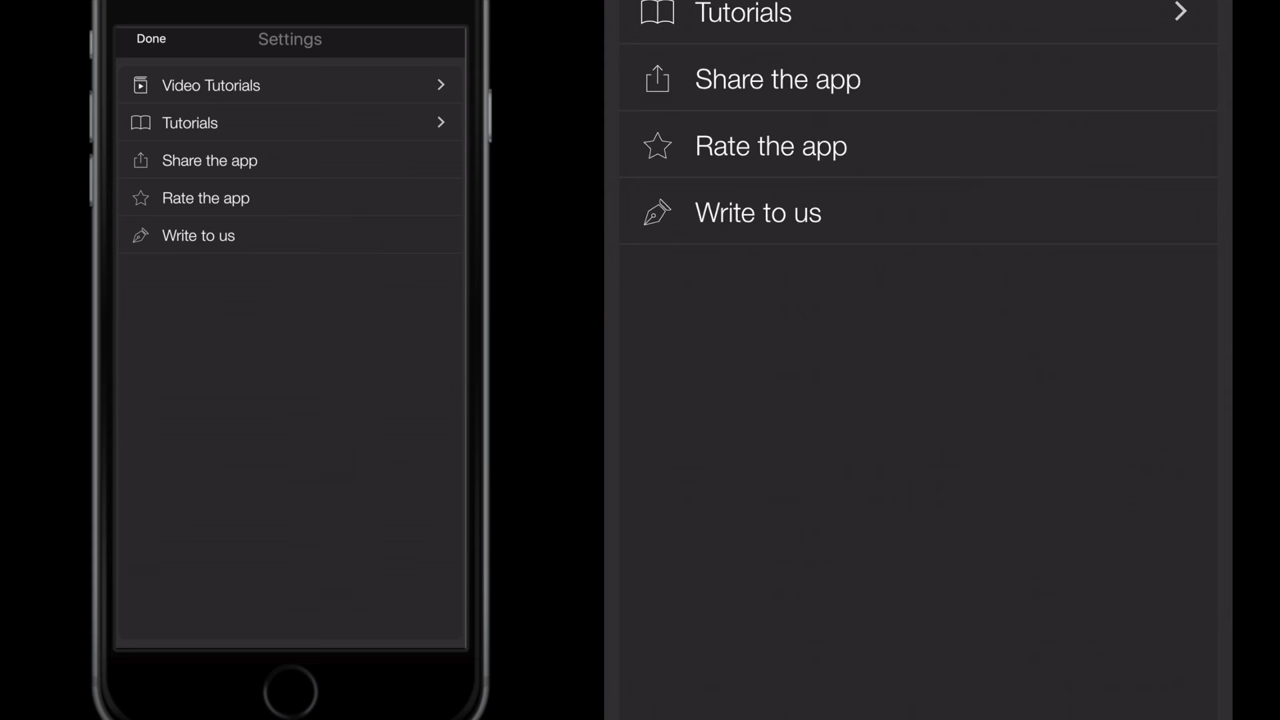 Done
Settings
Video Tutorials
Tutorials
Share the app
Rate the app
Write to us
Tutorials
Share the app
Rate the app
Write to us